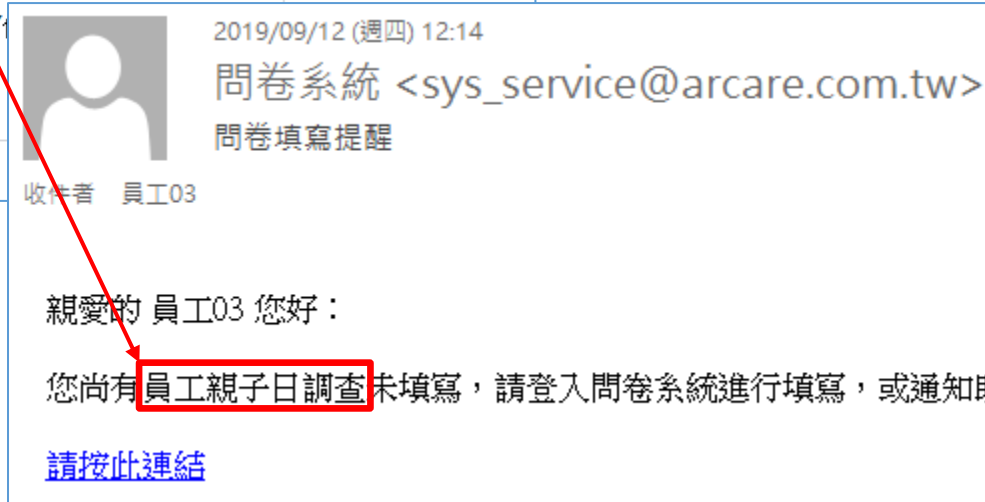 2019/09/12 (週四) 12:14
問卷系統 <sys_service@arcare.com.tw>
問卷填寫提醒
收件者 員工03
親愛的 員工03 您好：
您尚有員工親子日調查未填寫，請登入問卷系統進行填寫，或通知
請按此連結